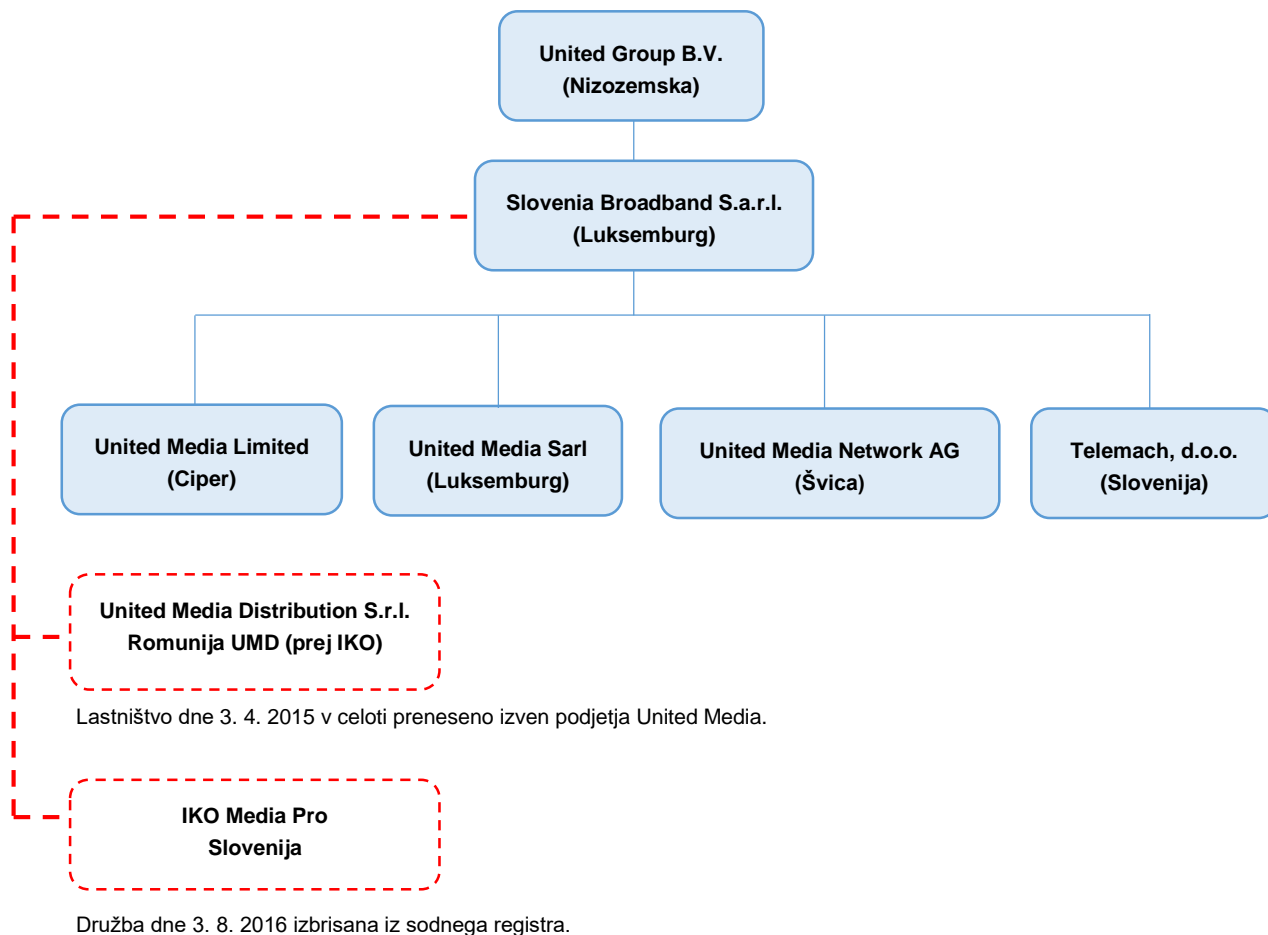 United Group B.V.
(Nizozemska)
Slovenia Broadband S.a.r.l.
(Luksemburg)
United Media Limited
(Ciper)
United Media Sarl
(Luksemburg)
United Media Network AG
(Švica)
Telemach, d.o.o.
(Slovenija)
United Media Distribution S.r.l.
Romunija UMD (prej IKO)
Lastništvo dne 3. 4. 2015 v celoti preneseno izven podjetja United Media.
IKO Media Pro
Slovenija
Družba dne 3. 8. 2016 izbrisana iz sodnega registra.